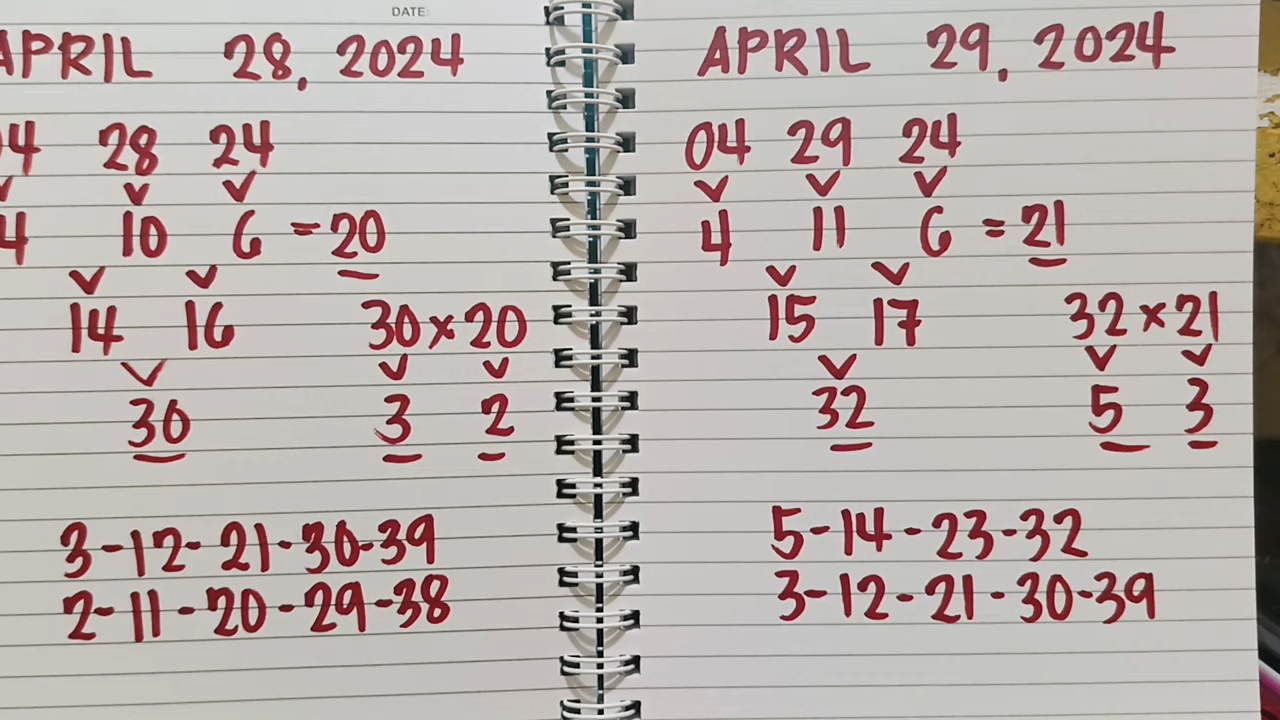 DATE:
APRIL 28, 2024
04 28 24
4 10 6 = 20
14 16 30 × 20
30 3 2
3-12-21-30-39
2-11-20-29-38
APRIL 29, 2024
04 29 24
4 11 6 = 21
15 17 32 × 21
32 5 3
5-14-23-32
3-12-21-30-39